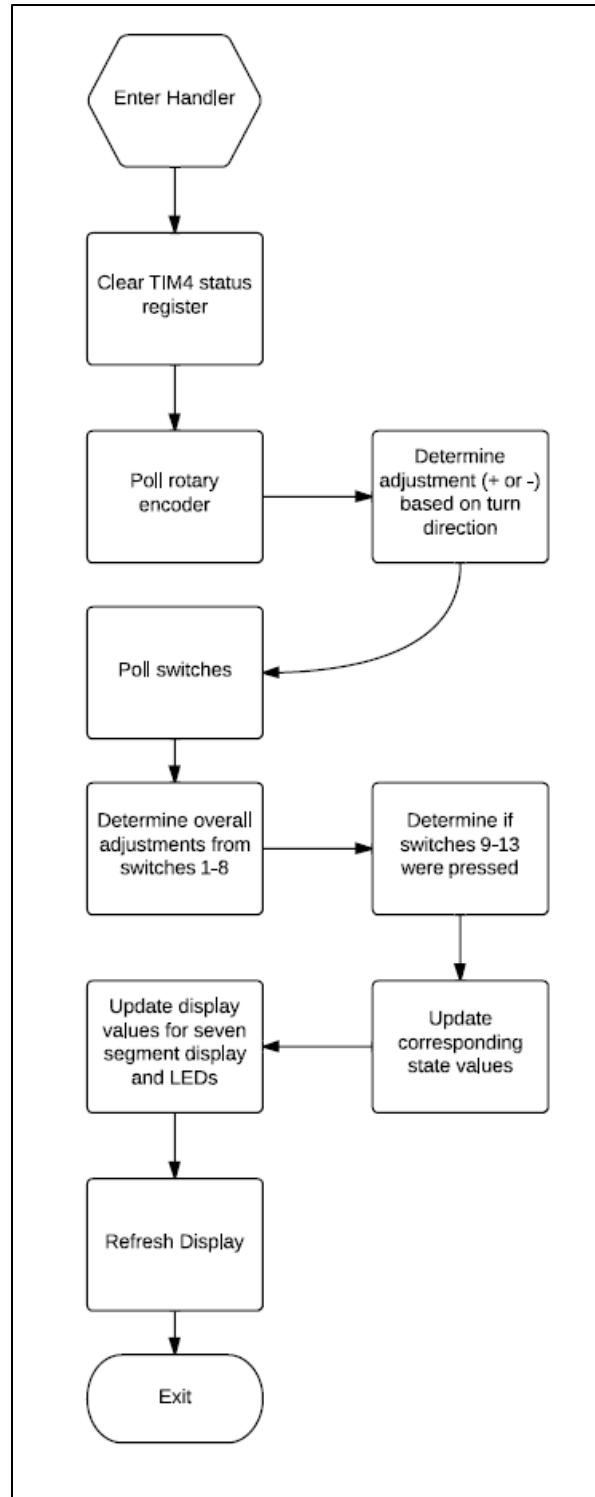 Enter Handler
Clear TIM4 status
register
Poll rotary
encoder
Determine
adjustment (+ or -)
based on turn
direction
Poll switches
Determine overall
adjustments from
switches 1-8
Determine if
switches 9-13
were pressed
Update
corresponding
state values
Update display
values for seven
segment display
and LEDs
Refresh Display
Exit